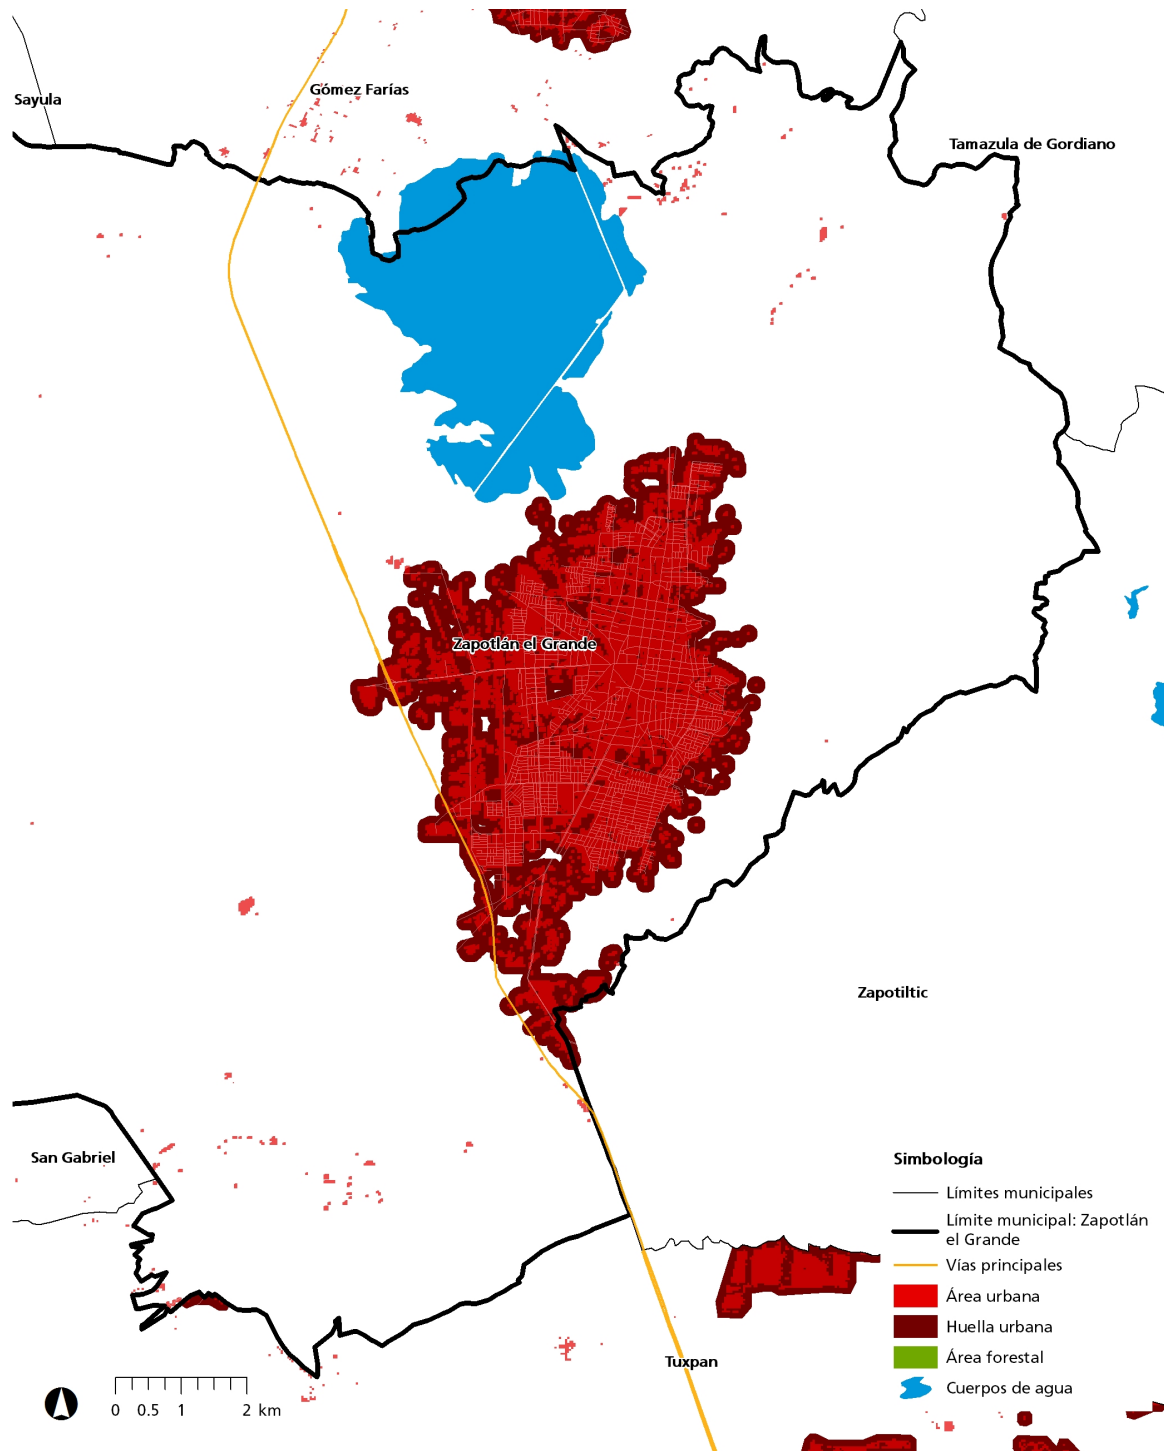 Gómez Farías
Sayula
Tamazula de Gordiano
Zapotlán el Grande
Zapotiltic
San Gabriel
Tuxpan
Simbología
Límites municipales
Límite municipal: Zapotlán
el Grande
Vías principales
Área urbana
Huella urbana
Área forestal
Cuerpos de agua
0 0.5 1 2 km